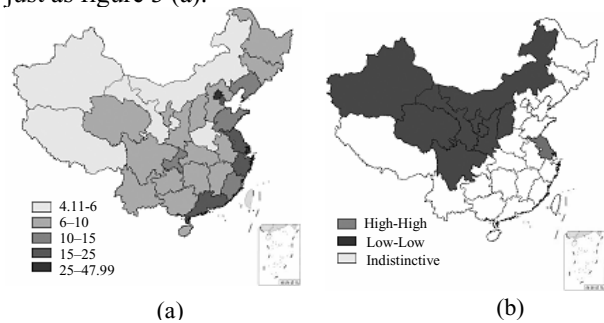 just as figure 5 (a).
4.11-6
6–10
10–15
15–25
25–47.99
High-High
Low-Low
Indistinctive
(a)
(b)